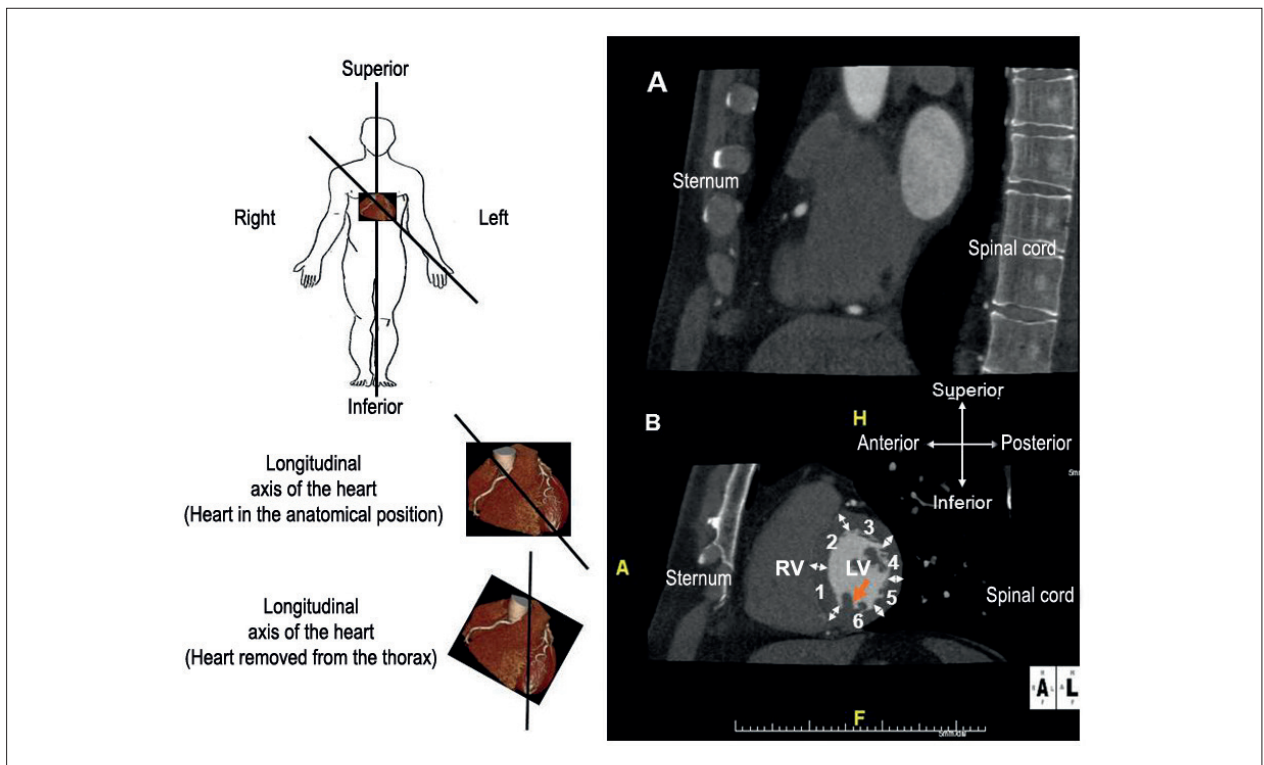 Superior
Right
Left
Inferior
Longitudinal
axis of the heart
(Heart in the anatomical position)
Longitudinal
axis of the heart
(Heart removed from the thorax)
A
Sternum
Spinal cord
Superior
H
B
Anterior
Posterior
Inferior
3
2
4
A
Sternum
RV
LV
1
5
6
Spinal cord
A
L
F